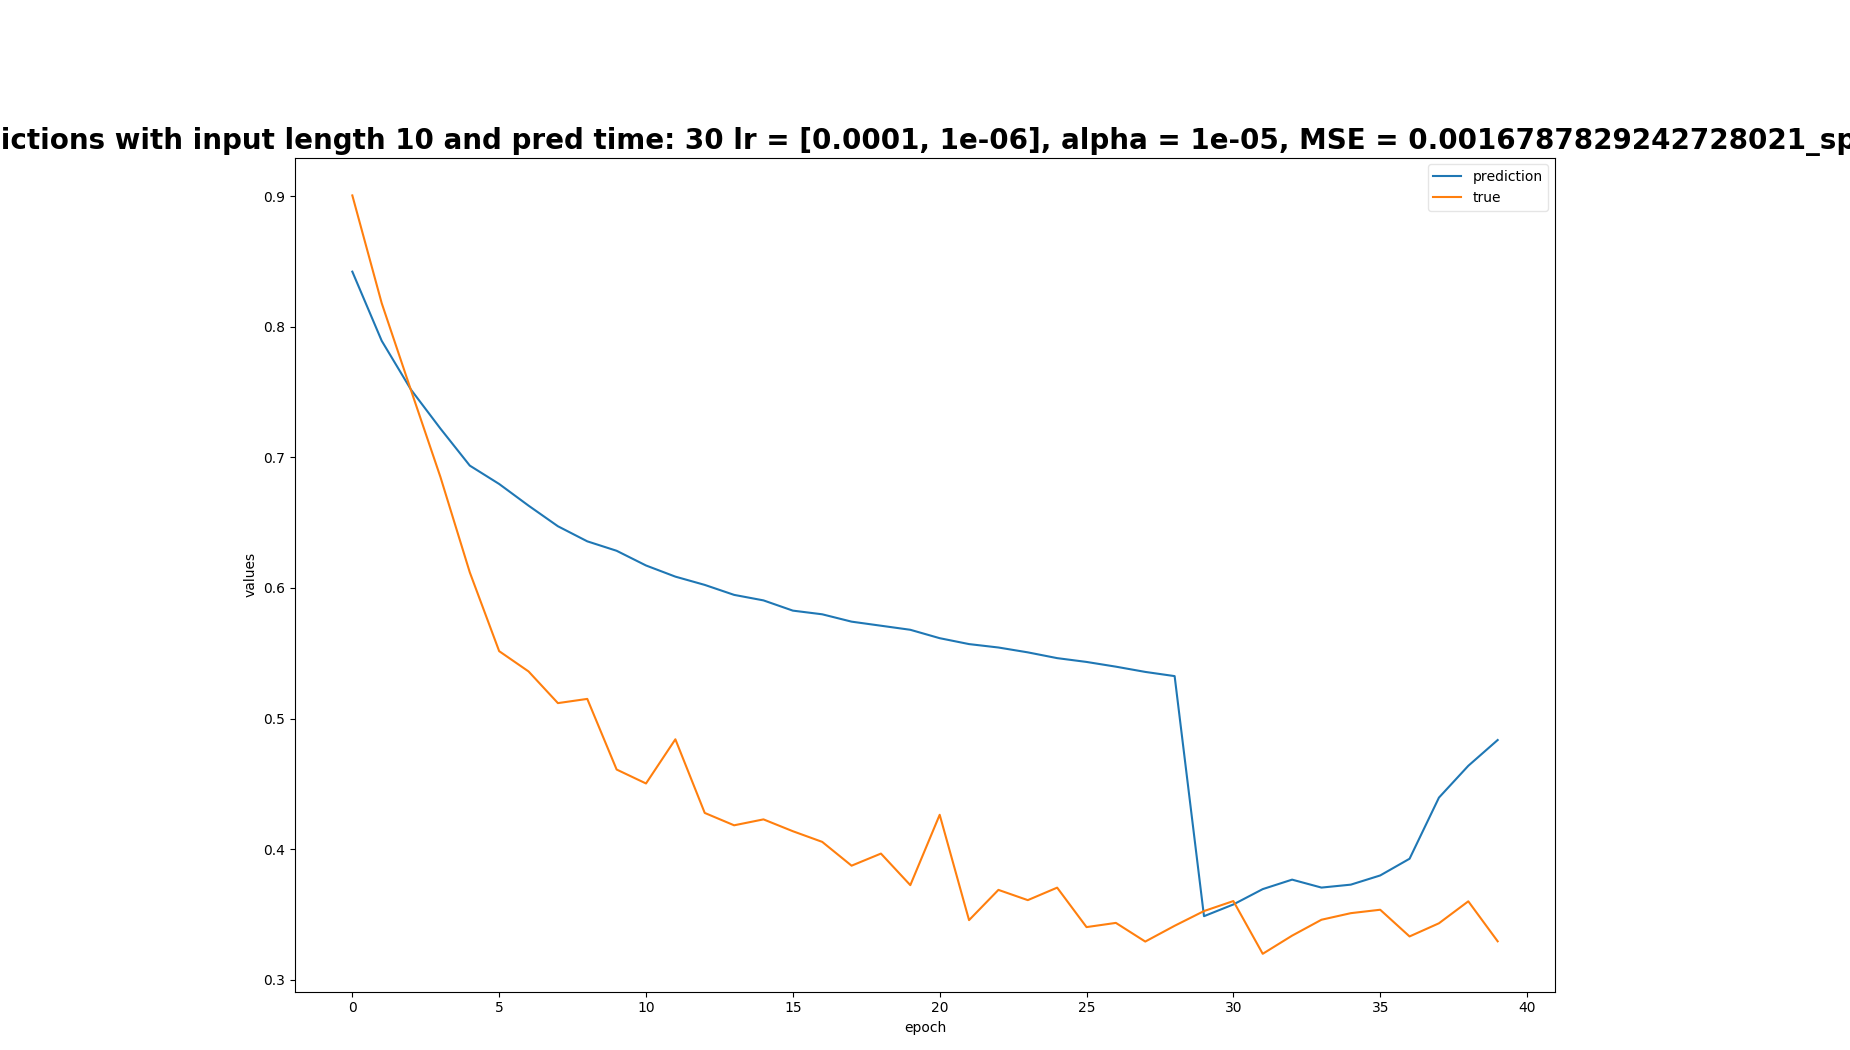 ictions with input length 10 and pred time: 30 lr = [0.0001, 1e-06], alpha = 1e-05, MSE = 0.0016787829242728021_sp
prediction
true
0.9
0.8
0.7
0.6
0.5
0.4
0.3
values
0 5 10 15 20 25 30 35 40
epoch